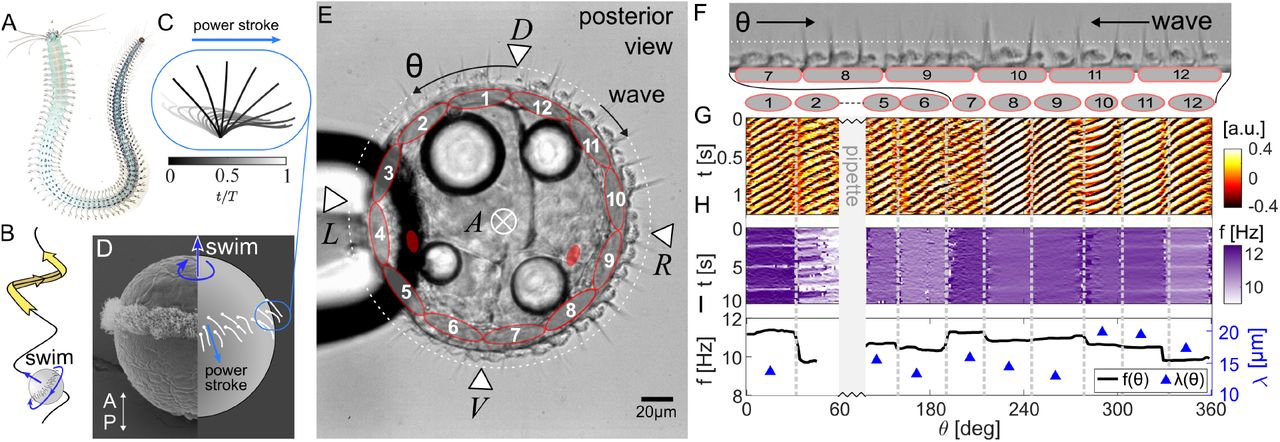 A
C
power stroke
0
0.5
1
t/T
B
swim
D
swim
power
stroke
A
P
E
posterior
view
D
θ
wave
1
12
2
11
3
10
4
A
L
R
9
5
8
6
7
V
20μm
F
θ
wave
7 8 9 10 11 12
1 2 5 6 7 8 9 10 11 12
G
0
0.5
1
t [s]
pipette
[a.u.]
0.4
0
-0.4
H
0
5
10
t [s]
f [Hz]
12
10
I
12
10
8
f [Hz]
20
15
10
λ [μm]
f(θ) λ(θ)
0 60 180 240 300 360
θ [deg]